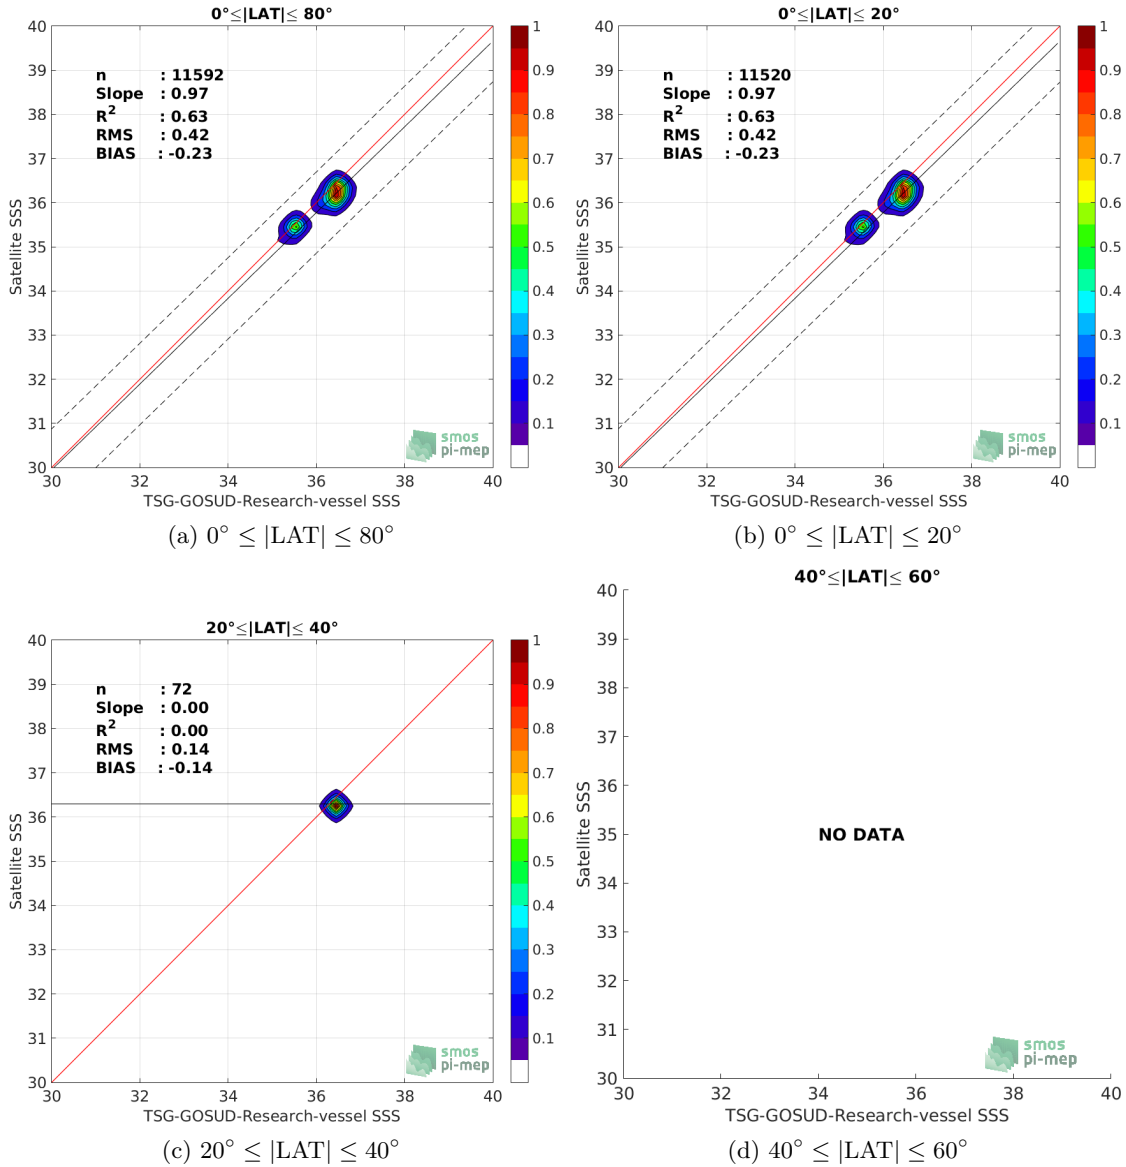 0°≤|LAT|≤ 80°
40
39
38
37
36
35
34
33
32
31
30
Satellite SSS
n : 11592
Slope : 0.97
R² : 0.63
RMS : 0.42
BIAS : -0.23
smos
pi-mep
30 32 34 36 38 40
TSG-GOSUD-Research-vessel SSS
1
0.9
0.8
0.7
0.6
0.5
0.4
0.3
0.2
0.1
(a) 0° ≤ |LAT| ≤ 80°
0°≤|LAT|≤ 20°
40
39
38
37
36
35
34
33
32
31
30
Satellite SSS
n : 11520
Slope : 0.97
R² : 0.63
RMS : 0.42
BIAS : -0.23
smos
pi-mep
30 32 34 36 38 40
TSG-GOSUD-Research-vessel SSS
1
0.9
0.8
0.7
0.6
0.5
0.4
0.3
0.2
0.1
(b) 0° ≤ |LAT| ≤ 20°
20°≤|LAT|≤ 40°
40
39
38
37
36
35
34
33
32
31
30
Satellite SSS
n : 72
Slope : 0.00
R² : 0.00
RMS : 0.14
BIAS : -0.14
smos
pi-mep
30 32 34 36 38 40
TSG-GOSUD-Research-vessel SSS
1
0.9
0.8
0.7
0.6
0.5
0.4
0.3
0.2
0.1
(c) 20° ≤ |LAT| ≤ 40°
40°≤|LAT|≤ 60°
40
39
38
37
36
35
34
33
32
31
30
Satellite SSS
NO DATA
smos
pi-mep
30 32 34 36 38 40
TSG-GOSUD-Research-vessel SSS
(d) 40° ≤ |LAT| ≤ 60°